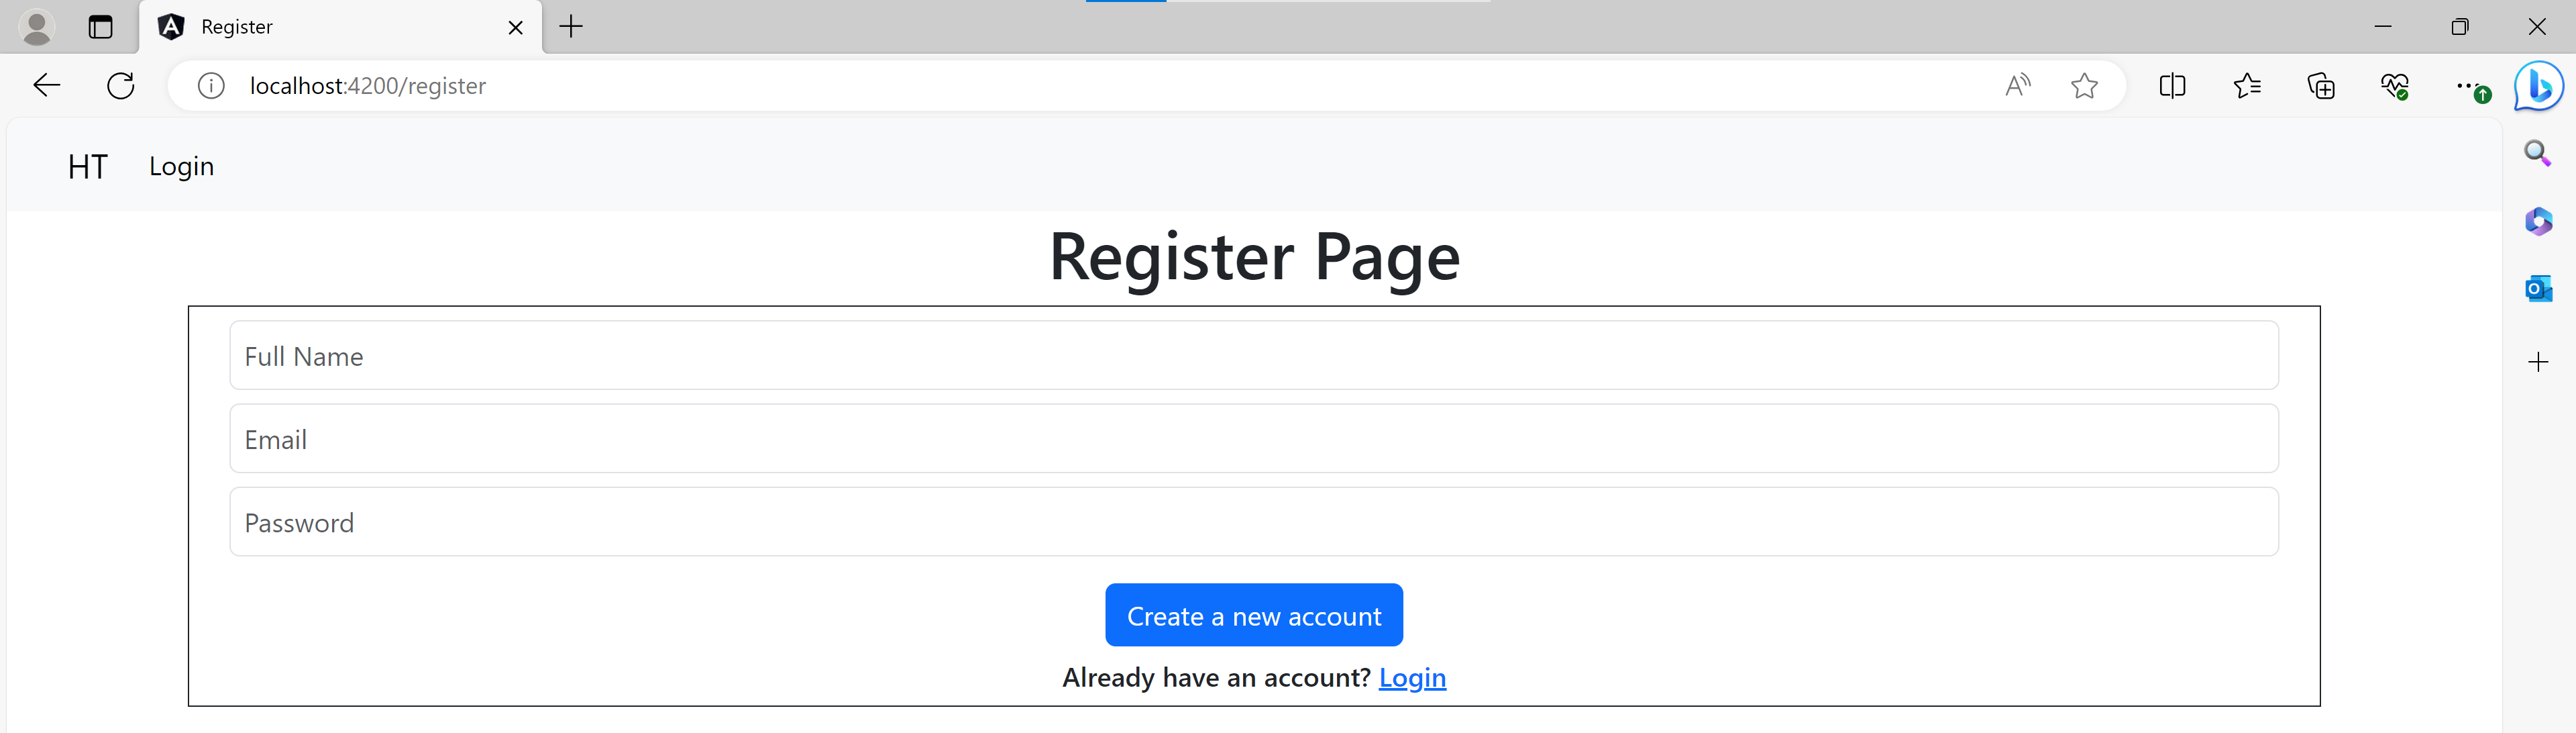 Register
localhost:4200/register
HT Login
Register Page
Full Name
Email
Password
Create a new account
Already have an account? Login